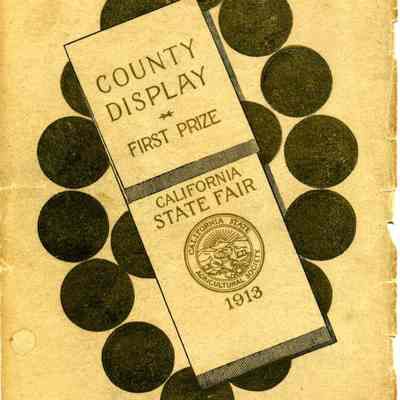 COUNTY
DISPLAY
FIRST PRIZE
CALIFORNIA
STATE FAIR
CALIFORNIA STATE
AGRICULTURAL SOCIETY
1913